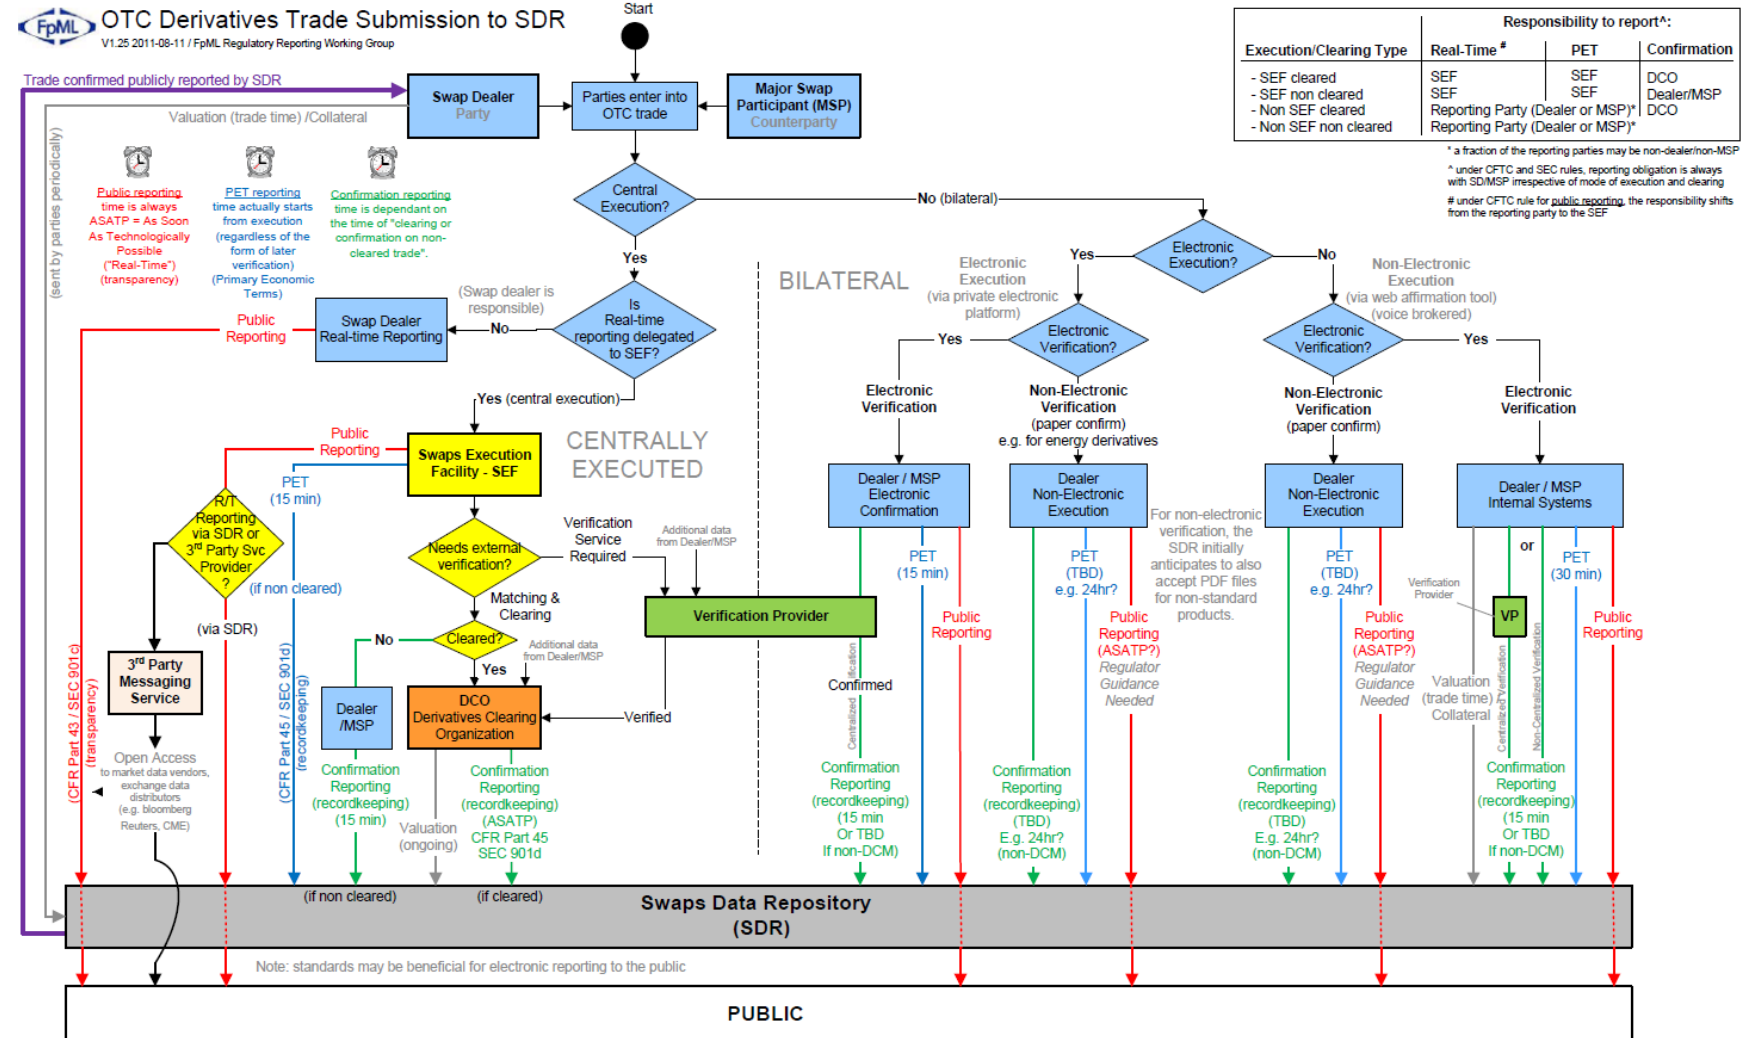 FpML
OTC Derivatives Trade Submission to SDR
V1.25 2011-08-11 / FpML Regulatory Reporting Working Group
Start
Responsibility to report^:
Execution/Clearing Type
Real-Time #
PET
Confirmation
- SEF cleared
SEF
SEF
DCO
- SEF non cleared
SEF
SEF
Dealer/MSP
- Non SEF cleared
Reporting Party (Dealer or MSP)*
DCO
- Non SEF non cleared
Reporting Party (Dealer or MSP)*
* a fraction of the reporting parties may be non-dealer/non-MSP
^ under CFTC and SEC rules, reporting obligation is always
with SD/MSP irrespective of mode of execution and clearing
# under CFTC rule for public reporting, the responsibility shifts
from the reporting party to the SEF
Trade confirmed publicly reported by SDR
Valuation (trade time) /Collateral
(sent by parties periodically)
Swap Dealer
Party
Parties enter into
OTC trade
Major Swap
Participant (MSP)
Counterparty
Public reporting
time is always
ASATP = As Soon
As Technologically
Possible
("Real-Time")
(transparency)
PET reporting
time actually starts
from execution
(regardless of the
form of later
verification)
(Primary Economic
Terms)
Confirmation reporting
time is dependant on
the time of "clearing or
confirmation on non-
cleared trade".
Central
Execution?
No (bilateral)
Yes
Electronic
Execution?
Yes
No
BILATERAL
Electronic
Execution
(via private electronic
platform)
Non-Electronic
Execution
(via web affirmation tool)
(voice brokered)
(Swap dealer is
responsible)
Is
Real-time
reporting delegated
to SEF?
No
Swap Dealer
Real-time Reporting
Public
Reporting
Electronic
Verification?
Yes
Electronic
Verification?
Yes
Electronic
Verification
Non-Electronic
Verification
(paper confirm)
e.g. for energy derivatives
Non-Electronic
Verification
(paper confirm)
Electronic
Verification
Yes (central execution)
CENTRALLY
EXECUTED
Public
Reporting
Swaps Execution
Facility - SEF
PET
(15 min)
R/T
Reporting
via SDR or
3rd Party Svc
Provider
?
(if non cleared)
(via SDR)
Needs external
verification?
Verification
Service
Required
Additional data
from Dealer/MSP
Matching &
Clearing
Verification Provider
Cleared?
No
Yes
Additional data
from Dealer/MSP
3rd Party
Messaging
Service
Dealer
/MSP
DCO
Derivatives Clearing
Organization
Verified
Open Access
to market data vendors,
exchange data
distributors
(e.g. bloomberg
Reuters, CME)
(CFR Part 43 / SEC 901c)
(transparency)
(CFR Part 45 / SEC 901d)
(recordkeeping)
Confirmation
Reporting
(recordkeeping)
(15 min)
Valuation
(ongoing)
Confirmation
Reporting
(recordkeeping)
(ASATP)
CFR Part 45
SEC 901d
Dealer / MSP
Electronic
Confirmation
Dealer
Non-Electronic
Execution
Dealer
Non-Electronic
Execution
Dealer / MSP
Internal Systems
For non-electronic
verification, the
SDR initially
anticipates to also
accept PDF files
for non-standard
products.
PET
(15 min)
Public
Reporting
Centralized
Confirmed
Confirmation
Reporting
(recordkeeping)
(15 min
Or TBD
If non-DCM)
PET
(TBD)
e.g. 24hr?
Public
Reporting
(ASATP?)
Regulator
Guidance
Needed
Confirmation
Reporting
(recordkeeping)
(TBD)
E.g. 24hr?
(non-DCM)
PET
(TBD)
e.g. 24hr?
Public
Reporting
(ASATP?)
Regulator
Guidance
Needed
Confirmation
Reporting
(recordkeeping)
(TBD)
E.g. 24hr?
(non-DCM)
or
PET
(30 min)
Verification
Provider
VP
Public
Reporting
Valuation
(trade time) /
Collateral
Centralized Verification
Non-Centralized Verification
Confirmation
Reporting
(recordkeeping)
(15 min
Or TBD
If non-DCM)
(if non cleared)
(if cleared)
Swaps Data Repository
(SDR)
Note: standards may be beneficial for electronic reporting to the public
PUBLIC